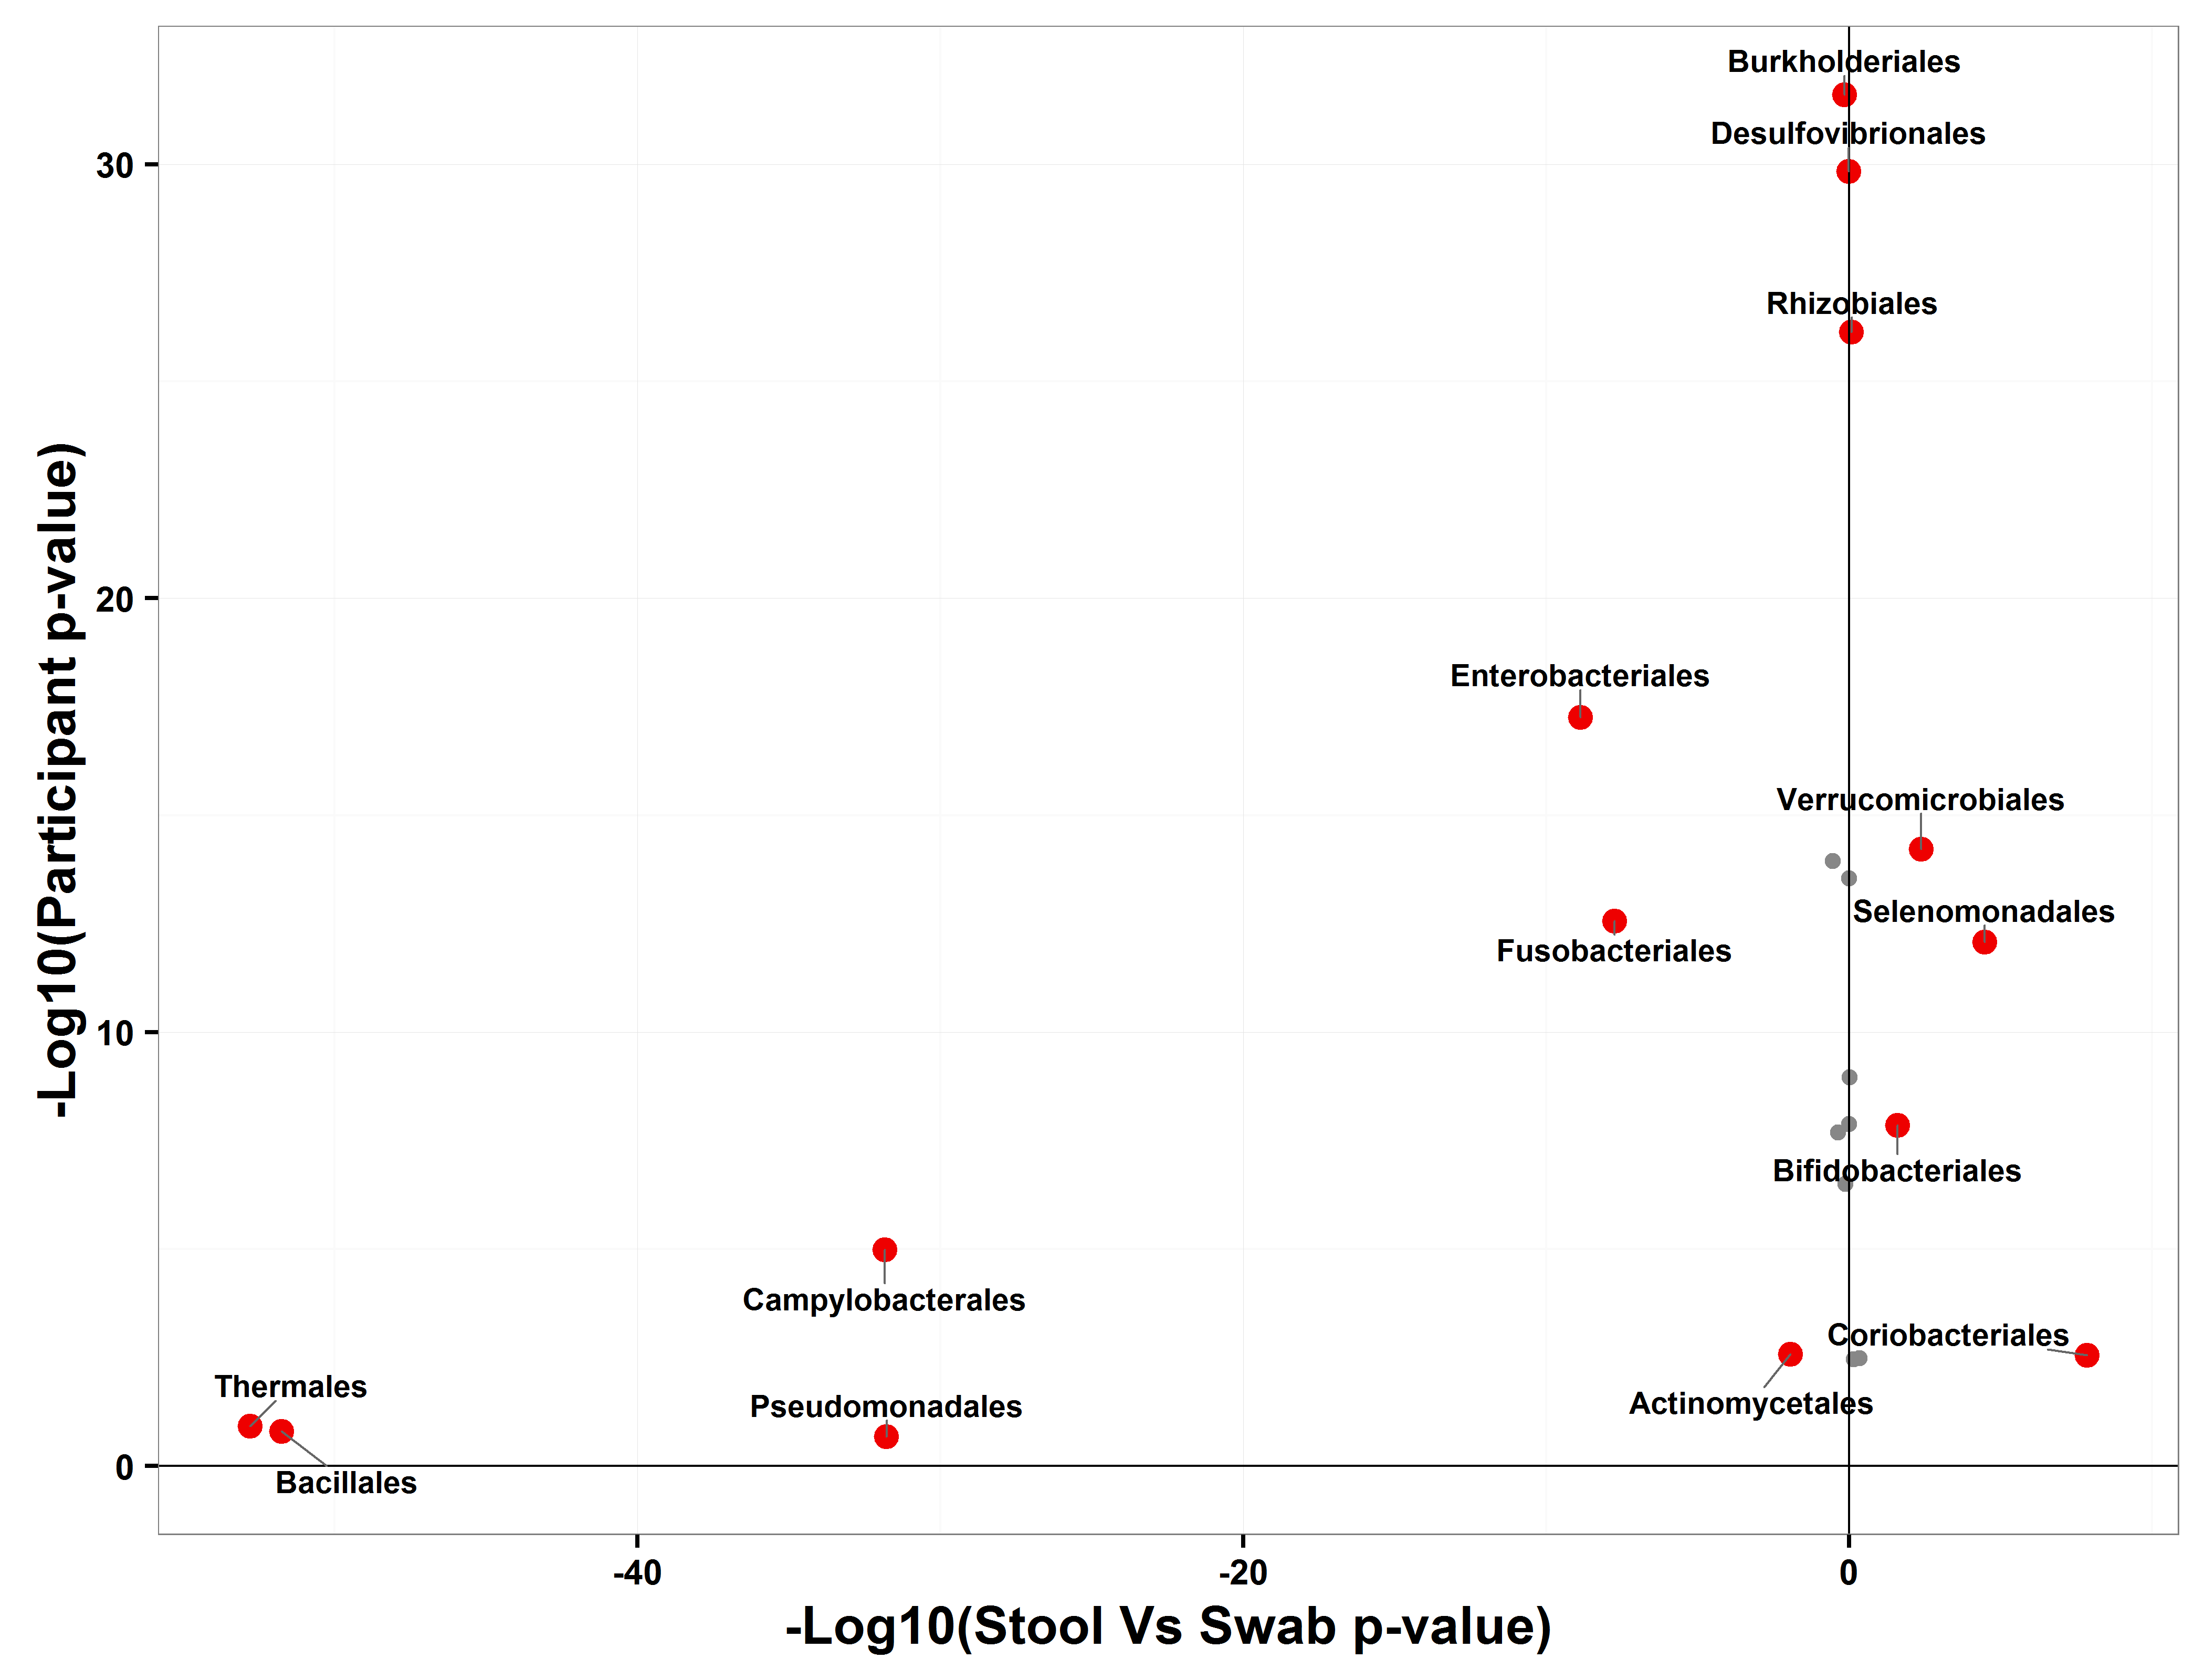 Burkholderiales
Desulfovibrionales
30
Rhizobiales
20
Enterobacteriales
Verrucomicrobiales
Selenomonadales
Fusobacteriales
10
Bifidobacteriales
Campylobacterales
Coriobacteriales
Thermales
Actinomycetales
Pseudomonadales
0
Bacillales
-40
-20
0
-Log10(Stool Vs Swab p-value)
-Log10(Participant p-value)